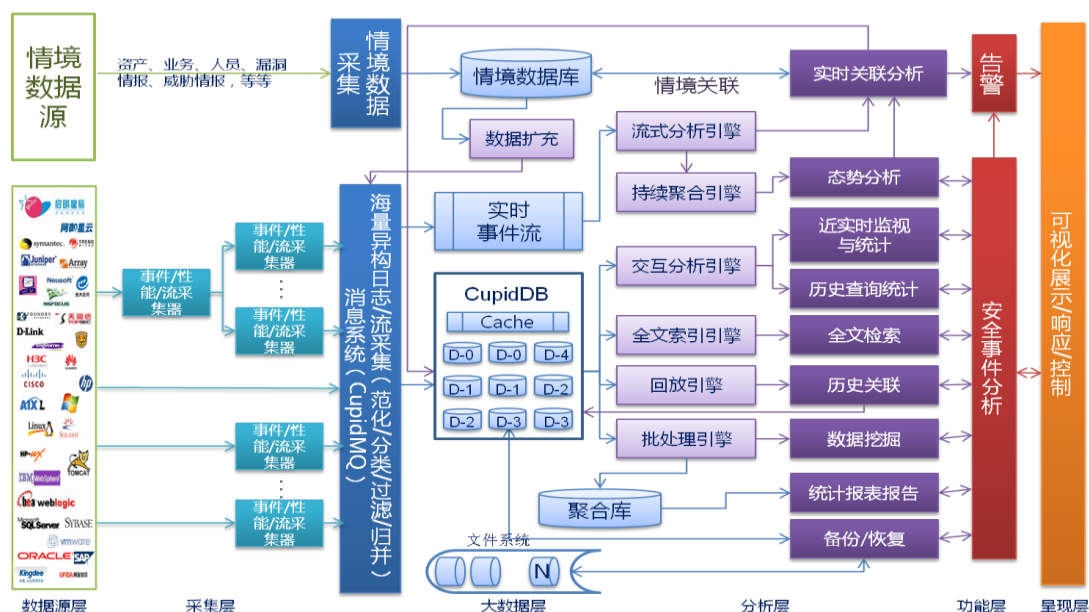 情境
数据
源
资产、业务、人员、漏洞
情报、威胁情报，等等
情境数据
采集
情境数据库
情境关联
实时关联分析
告警
数据扩充
流式分析引擎
持续聚合引擎
态势分析
启明星辰
网御星云
symantec.
TREND
Juniper
Array
Neusoft
NSFOCUS
FOUNDRY
天融信
D-Link
extreme
H3C
HUAWEI
CISCO
hp
AIX L
Linux
SOLARIS
HP-UX
TOMCAT
IBM WebSphere
bea weblogic
Microsoft
SQLServer
SYBASE
vmware
ORACLE
SAP
Kingdee
UFIDA
事件/性
能/流采
集器
事件/性
能/流采
集器
⋮
事件/性
能/流采
集器
事件/性
能/流采
集器
⋮
事件/性
能/流采
集器
海量异构日志/流采集（范化/分类/过滤/归并）
消息系统（CupidMQ）
实时
事件流
CupidDB
Cache
D-0
D-0
D-4
D-1
D-1
D-2
D-2
D-3
D-3
交互分析引擎
近实时监视
与统计
历史查询统计
全文索引引擎
全文检索
回放引擎
历史关联
批处理引擎
数据挖掘
聚合库
统计报表报告
备份/恢复
文件系统
N
安全事件分析
可视化展示/响应/控制
数据源层
采集层
大数据层
分析层
功能层
呈现层